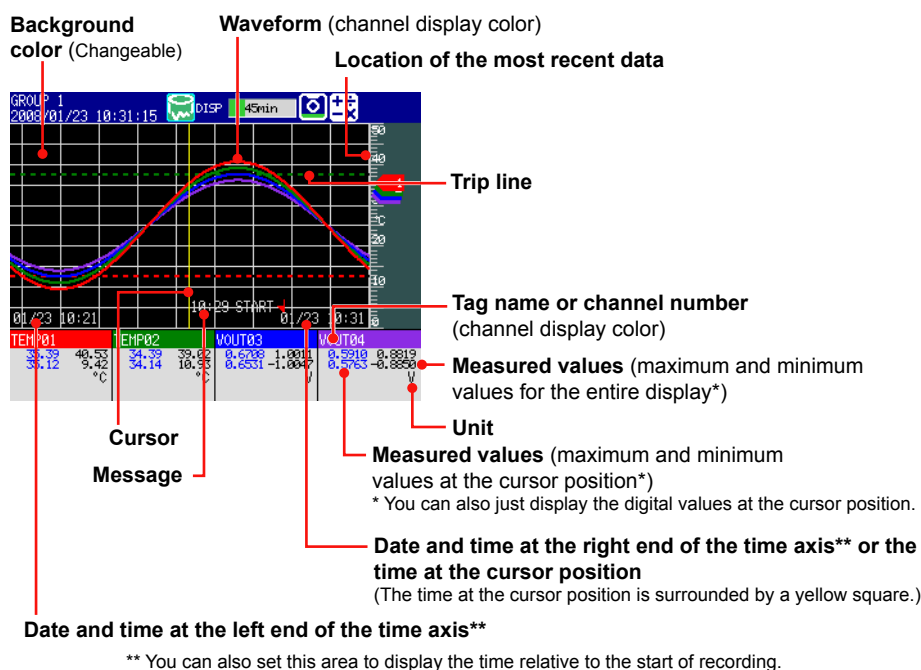 Background
color (Changeable)
Waveform (channel display color)
Location of the most recent data
GROUP 1
2008/01/23 10:31:15
DISP
45min
50
40
Trip line
°C
20
10
0
10:29 START
01/23 10:21
01/23 10:31
Tag name or channel number
(channel display color)
TEMP01
TEMP02
VOUT03
VOUT04
35.39 40.53
34.39 39.02
0.6708 1.0011
0.5910 0.8819
35.12 9.42
34.14 10.93
0.6531 -1.0047
0.5763 -0.8850
°C
°C
V
V
Measured values (maximum and minimum
values for the entire display*)
Unit
Cursor
Message
Measured values (maximum and minimum
values at the cursor position*)
* You can also just display the digital values at the cursor position.
Date and time at the right end of the time axis** or the
time at the cursor position
(The time at the cursor position is surrounded by a yellow square.)
Date and time at the left end of the time axis**
** You can also set this area to display the time relative to the start of recording.